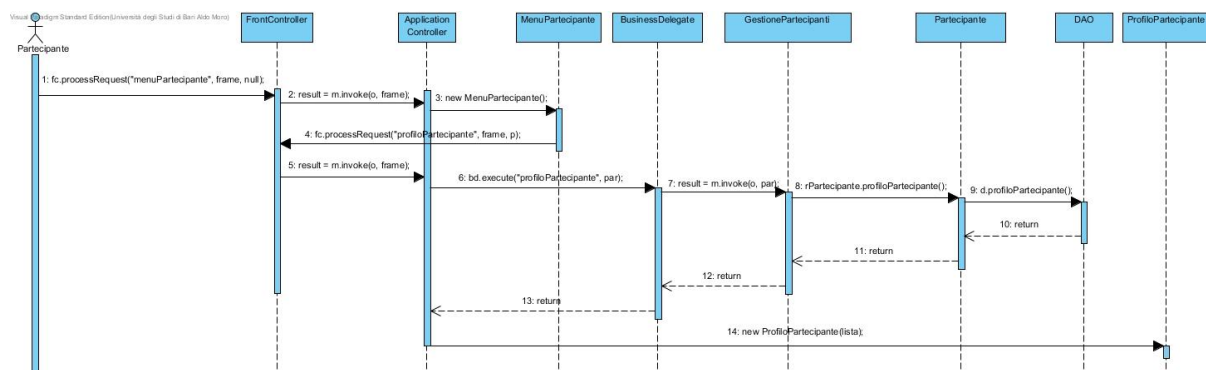 Visual Paradigm Standard Edition(Università degli Studi di Bari Aldo Moro)
Partecipante
FrontController
Application
Controller
MenuPartecipante
BusinessDelegate
GestionePartecipanti
Partecipante
DAO
ProfiloPartecipante
1: fc.processRequest("menuPartecipante", frame, null);
2: result = m.invoke(o, frame);
3: new MenuPartecipante();
4: fc.processRequest("profiloPartecipante", frame, p);
5: result = m.invoke(o, frame);
6: bd.execute("profiloPartecipante", par);
7: result = m.invoke(o, par);
8: rPartecipante.profiloPartecipante();
9: d.profiloPartecipante();
10: return
11: return
12: return
13: return
14: new ProfiloPartecipante(lista);